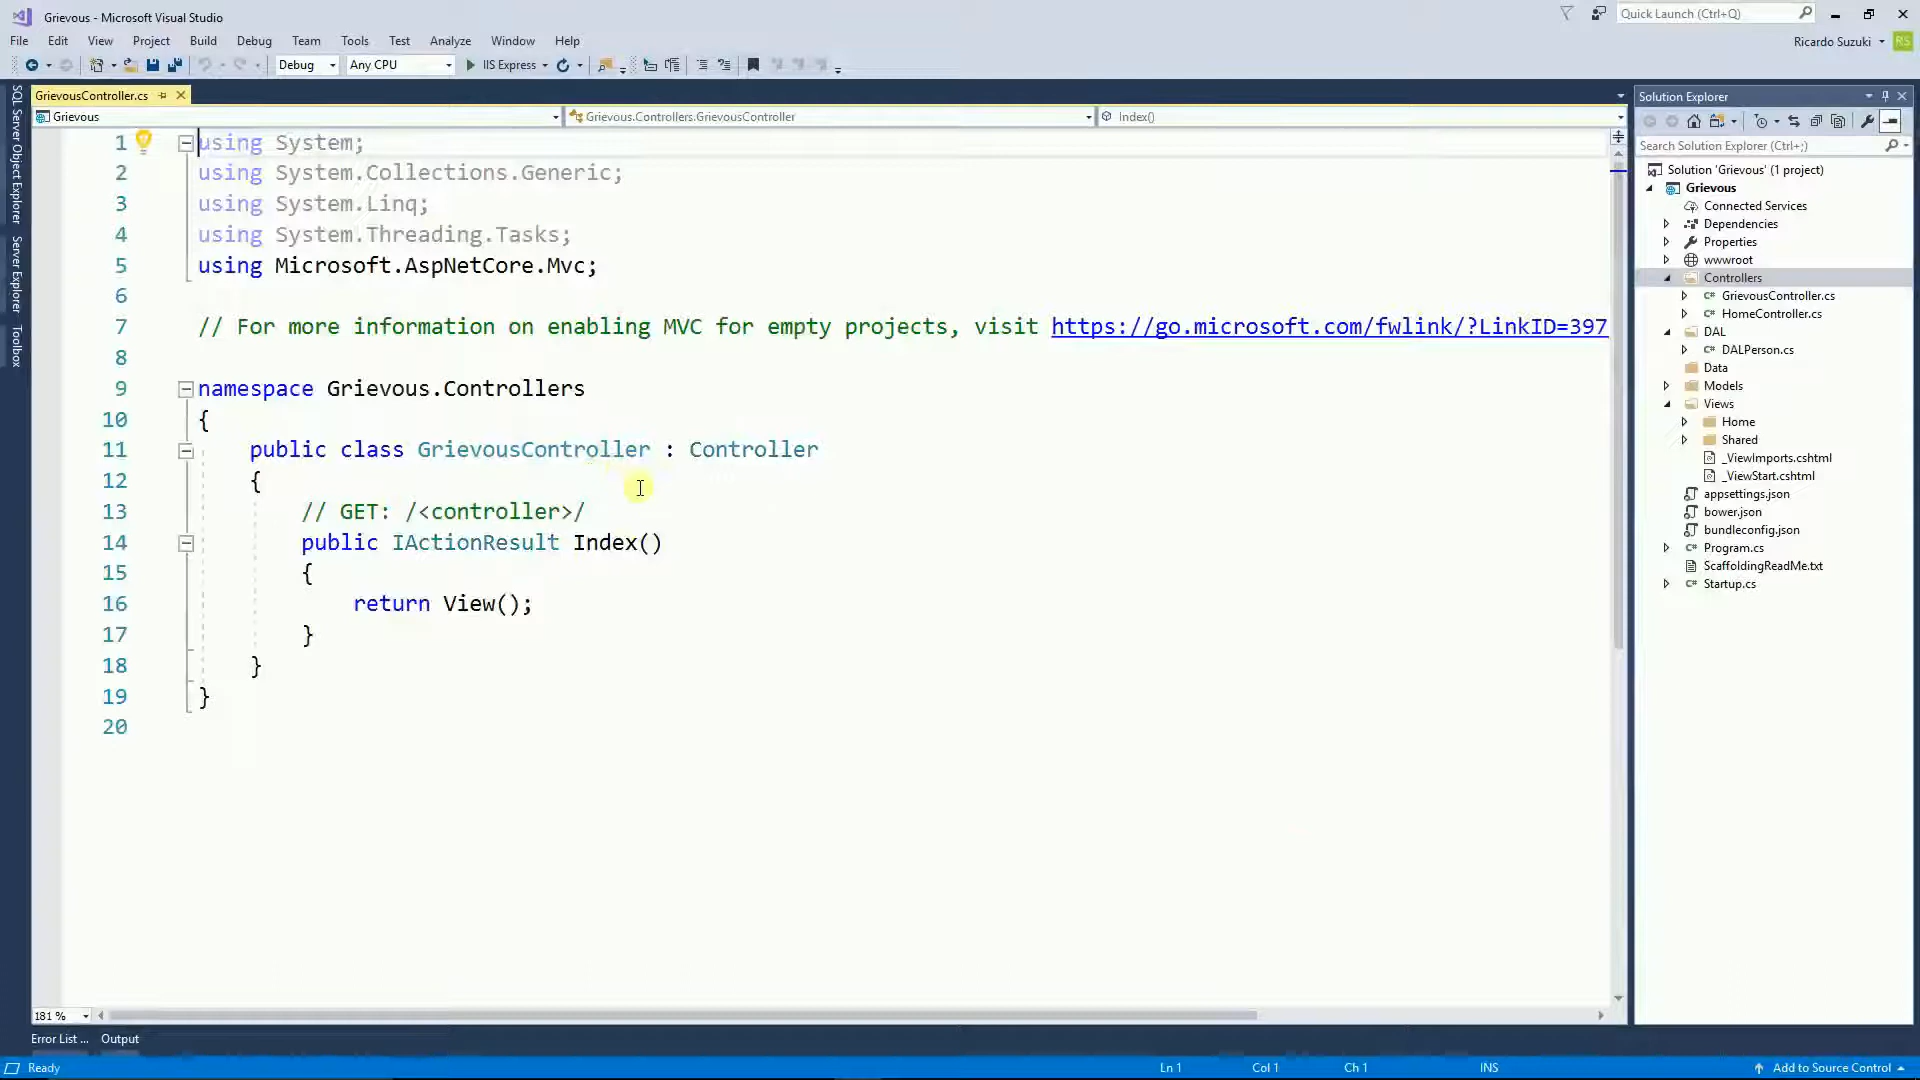 Grievous - Microsoft Visual Studio
Quick Launch (Ctrl+Q)
File Edit View Project Build Debug Team Tools Test Analyze Window Help
Ricardo Suzuki RS
Debug Any CPU IIS Express
SQL Server Object Explorer
Server Explorer
Toolbox
GrievousController.cs
Grievous Grievous.Controllers.GrievousController Index()
1 using System;
2 using System.Collections.Generic;
3 using System.Linq;
4 using System.Threading.Tasks;
5 using Microsoft.AspNetCore.Mvc;
6
7 // For more information on enabling MVC for empty projects, visit https://go.microsoft.com/fwlink/?LinkID=397
8
9 namespace Grievous.Controllers
10 {
11 public class GrievousController : Controller
12 {
13 // GET: /<controller>/
14 public IActionResult Index()
15 {
16 return View();
17 }
18 }
19 }
20
181 %
Solution Explorer
Search Solution Explorer (Ctrl+;)
Solution 'Grievous' (1 project)
Grievous
Connected Services
Dependencies
Properties
wwwroot
Controllers
C# GrievousController.cs
C# HomeController.cs
DAL
C# DALPerson.cs
Data
Models
Views
Home
Shared
_ViewImports.cshtml
_ViewStart.cshtml
appsettings.json
bower.json
bundleconfig.json
C# Program.cs
ScaffoldingReadMe.txt
C# Startup.cs
Error List ... Output
Ready Ln 1 Col 1 Ch 1 INS Add to Source Control